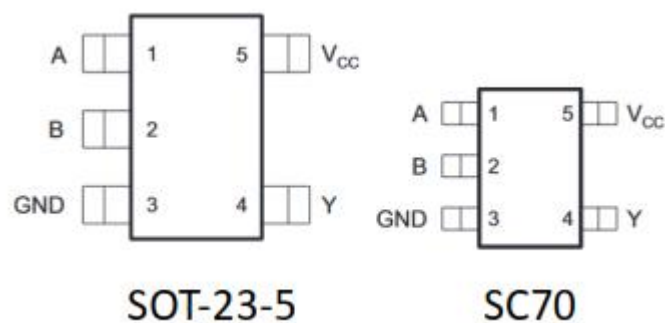 A 1 5 VCC
B 2
GND 3 4 Y
SOT-23-5
A 1 5 VCC
B 2
GND 3 4 Y
SC70